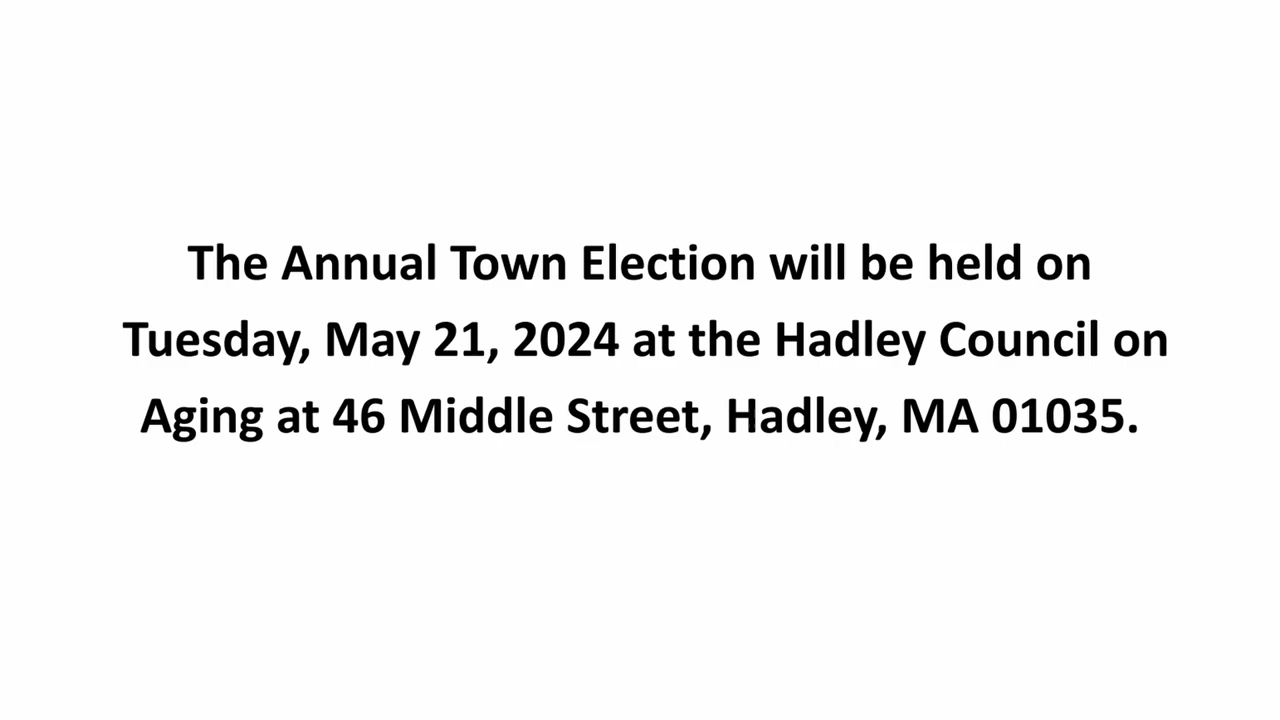 The Annual Town Election will be held on
Tuesday, May 21, 2024 at the Hadley Council on
Aging at 46 Middle Street, Hadley, MA 01035.